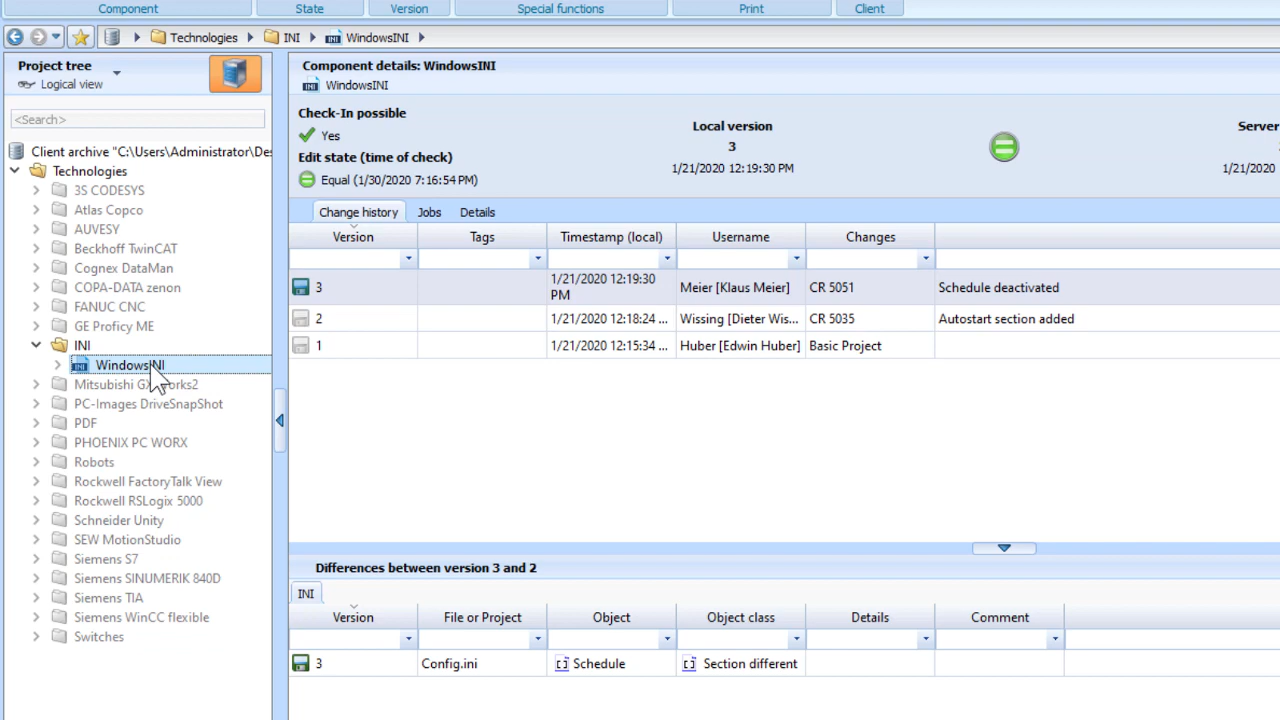 Component State Version Special functions Print Client
Technologies INI WindowsINI
Project tree
Logical view
<Search>
Client archive "C:\Users\Administrator\De
Technologies
3S CODESYS
Atlas Copco
AUVESY
Beckhoff TwinCAT
Cognex DataMan
COPA-DATA zenon
FANUC CNC
GE Proficy ME
INI
WindowsINI
Mitsubishi GX Works2
PC-Images DriveSnapShot
PDF
PHOENIX PC WORX
Robots
Rockwell FactoryTalk View
Rockwell RSLogix 5000
Schneider Unity
SEW MotionStudio
Siemens S7
Siemens SINUMERIK 840D
Siemens TIA
Siemens WinCC flexible
Switches
Component details: WindowsINI
WindowsINI
Check-In possible
Yes
Edit state (time of check)
Equal (1/30/2020 7:16:54 PM)
Local version
3
1/21/2020 12:19:30 PM
Server
1/21/2020
Change history Jobs Details
Version Tags Timestamp (local) Username Changes
3 1/21/2020 12:19:30 PM Meier [Klaus Meier] CR 5051 Schedule deactivated
2 1/21/2020 12:18:24 ... Wissing [Dieter Wis... CR 5035 Autostart section added
1 1/21/2020 12:15:34 ... Huber [Edwin Huber] Basic Project
Differences between version 3 and 2
INI
Version File or Project Object Object class Details Comment
3 Config.ini Schedule Section different